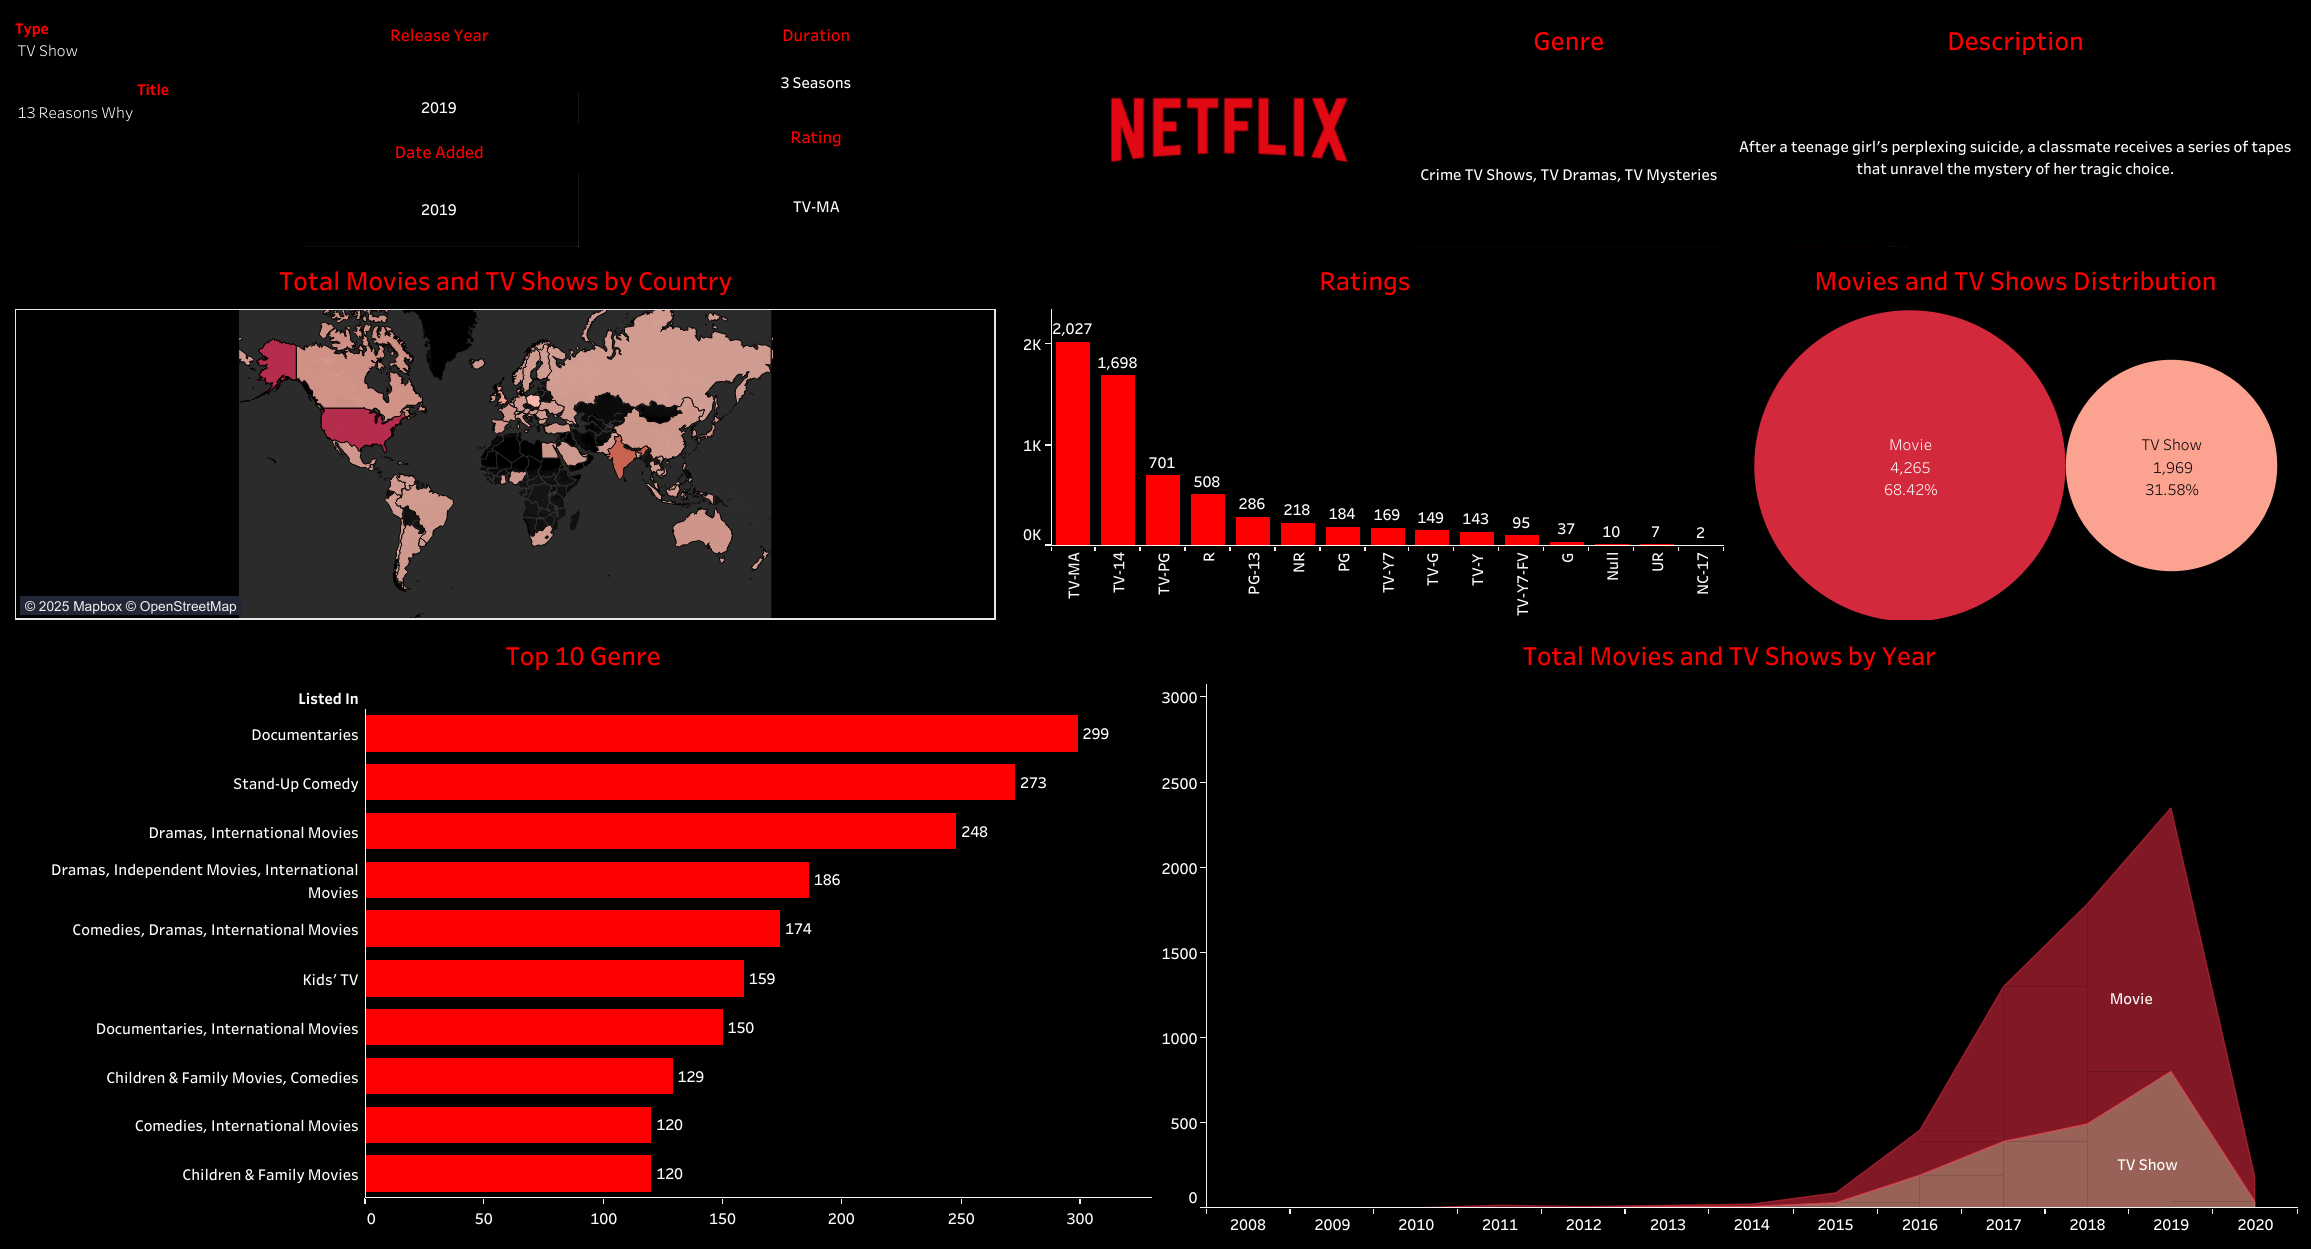 Type
TV Show
Title
13 Reasons Why
Release Year
2019
Date Added
2019
Duration
3 Seasons
Rating
TV-MA
NETFLIX
Genre
Crime TV Shows, TV Dramas, TV Mysteries
Description
After a teenage girl's perplexing suicide, a classmate receives a series of tapes
that unravel the mystery of her tragic choice.
Total Movies and TV Shows by Country
© 2025 Mapbox © OpenStreetMap
Ratings
2K
1K
0K
2,027
1,698
701
508
286
218
184
169
149
143
95
37
10
7
2
TV-MA
TV-14
TV-PG
R
PG-13
NR
PG
TV-Y7
TV-G
TV-Y
TV-Y7-FV
G
Null
UR
NC-17
Movies and TV Shows Distribution
Movie
4,265
68.42%
TV Show
1,969
31.58%
Top 10 Genre
Listed In
Documentaries
299
Stand-Up Comedy
273
Dramas, International Movies
248
Dramas, Independent Movies, International
Movies
186
Comedies, Dramas, International Movies
174
Kids' TV
159
Documentaries, International Movies
150
Children & Family Movies, Comedies
129
Comedies, International Movies
120
Children & Family Movies
120
0
50
100
150
200
250
300
Total Movies and TV Shows by Year
3000
2500
2000
1500
1000
500
0
Movie
TV Show
2008
2009
2010
2011
2012
2013
2014
2015
2016
2017
2018
2019
2020